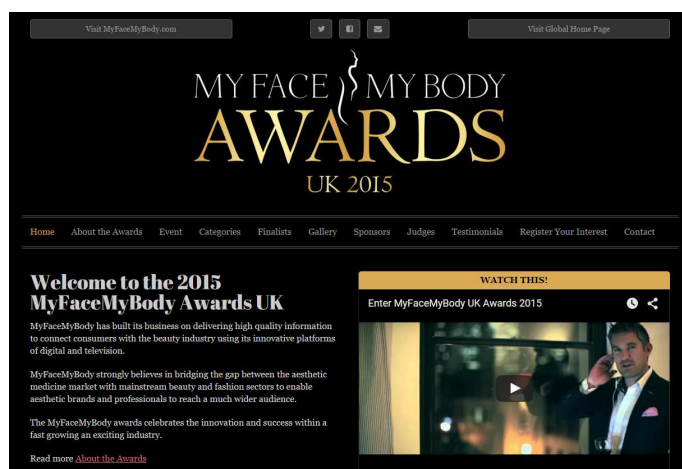 Visit MyFaceMyBody.com
Visit Global Home Page
MY FACE MY BODY
AWARDS
UK 2015
Home About the Awards Event Categories Finalists Gallery Sponsors Judges Testimonials Register Your Interest Contact
Welcome to the 2015
MyFaceMyBody Awards UK
MyFaceMyBody has built its business on delivering high quality information
to connect consumers with the beauty industry using its innovative platforms
of digital and television.
MyFaceMyBody strongly believes in bridging the gap between the aesthetic
medicine market with mainstream beauty and fashion sectors to enable
aesthetic brands and professionals to reach a much wider audience.
The MyFaceMyBody awards celebrates the innovation and success within a
fast growing an exciting industry.
Read more About the Awards
WATCH THIS!
Enter MyFaceMyBody UK Awards 2015